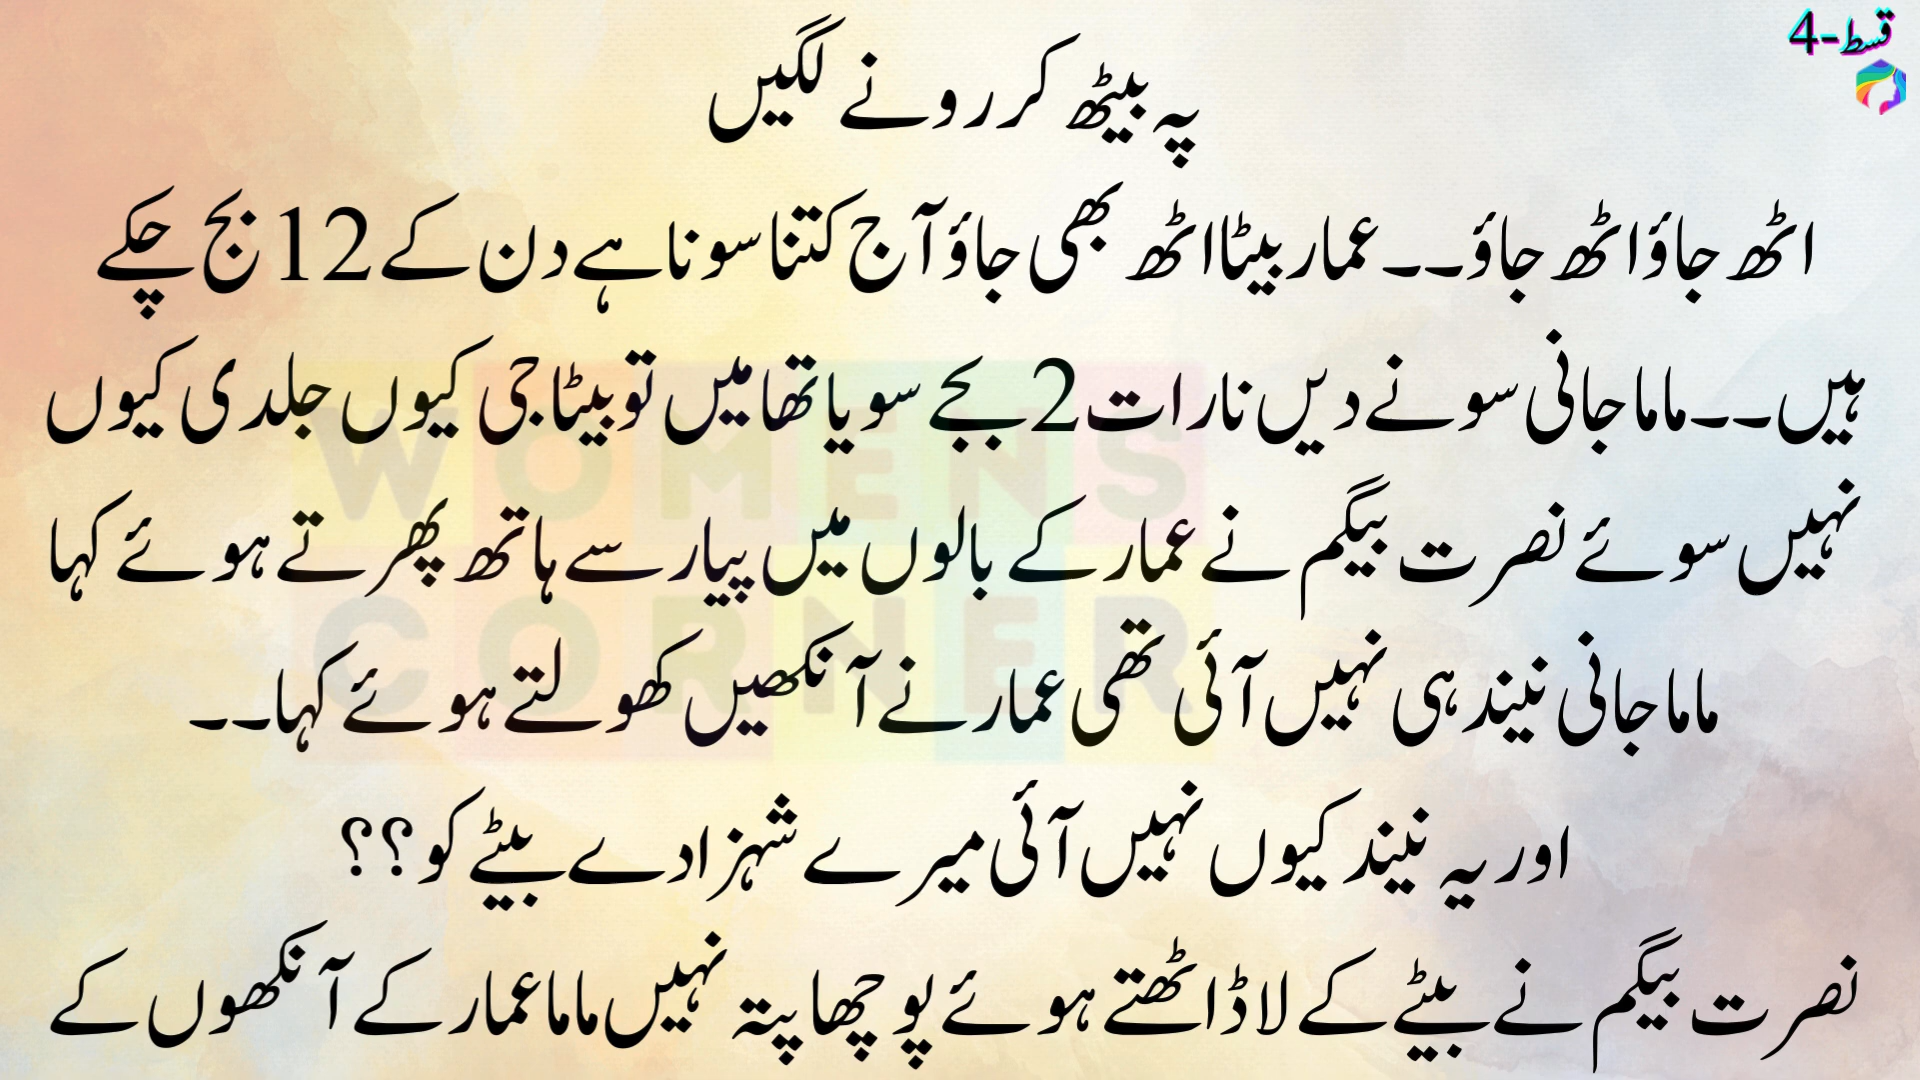 قسط-4
پہ بیٹھ کر رونے لگیں
اٹھ جاؤ اٹھ جاؤ۔۔ عمار بیٹا اٹھ بھی جاؤ آج کتنا سونا ہے دن کے 12 بج چکے
ہیں۔۔ ماما جانی سونے دیں نا رات 2 بجے سویا تھا میں تو بیٹا جی کیوں جلدی کیوں
نہیں سوئے نصرت بیگم نے عمار کے بالوں میں پیار سے ہاتھ پھرتے ہوئے کہا
ماما جانی نیند ہی نہیں آئی تھی عمار نے آنکھیں کھولتے ہوئے کہا۔۔
اور یہ نیند کیوں نہیں آئی میرے شہزادے بیٹے کو؟؟
نصرت بیگم نے بیٹے کے لاڈ اٹھتے ہوئے پوچھا پتہ نہیں ماما عمار کے آنکھوں کے
WOMENS
CORNER